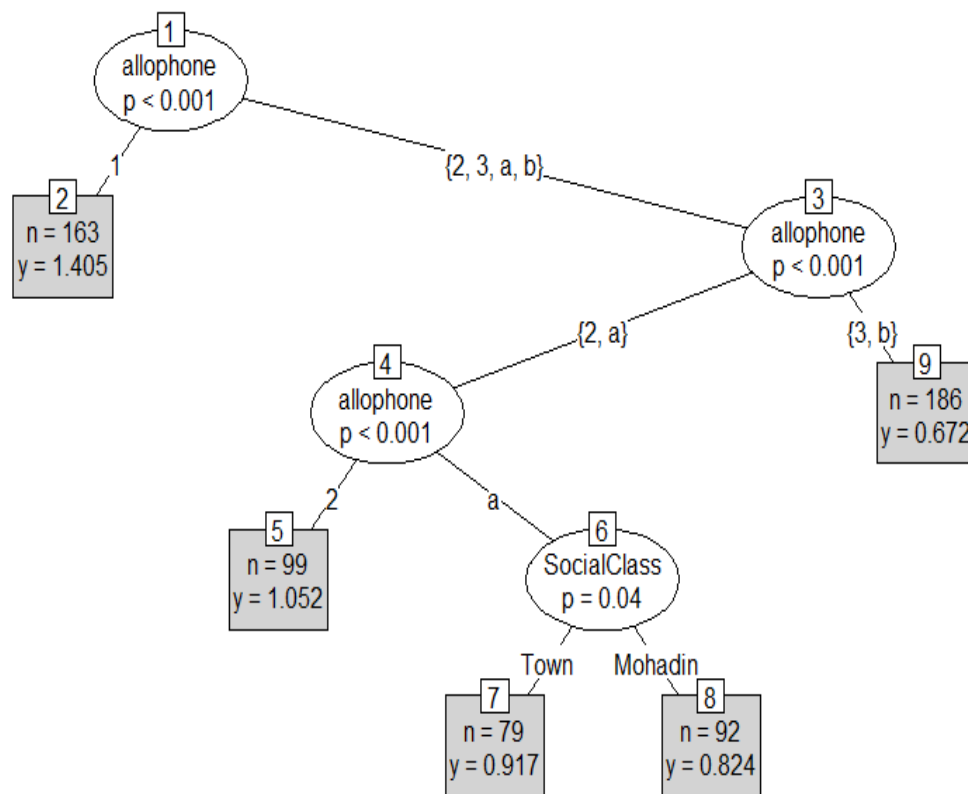 1
allophone
p < 0.001
1
{2, 3, a, b}
2
n = 163
y = 1.405
3
allophone
p < 0.001
{2, a}
{3, b}
4
allophone
p < 0.001
9
n = 186
y = 0.672
2
a
5
n = 99
y = 1.052
6
SocialClass
p = 0.04
Town
Mohadin
7
n = 79
y = 0.917
8
n = 92
y = 0.824